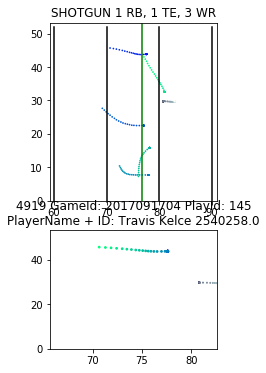 SHOTGUN 1 RB, 1 TE, 3 WR
50
40
30
20
10
0
60 70 80 90
4919 GameId: 2017091704 PlayId: 145
PlayerName + ID: Travis Kelce 2540258.0
40
20
0
70 75 80